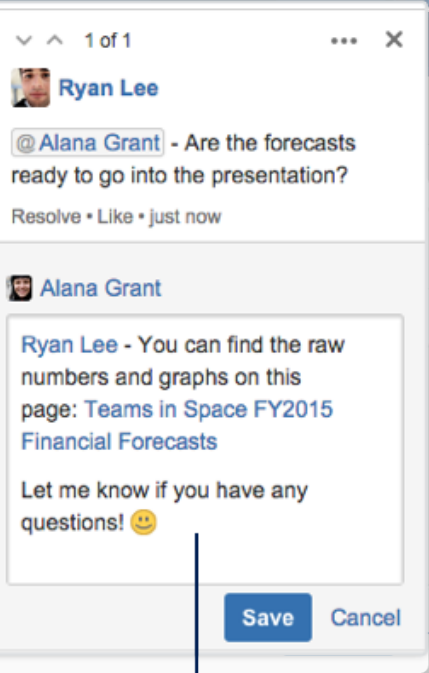 1 of 1
Ryan Lee
@Alana Grant - Are the forecasts
ready to go into the presentation?
Resolve • Like • just now
Alana Grant
Ryan Lee - You can find the raw
numbers and graphs on this
page: Teams in Space FY2015
Financial Forecasts
Let me know if you have any
questions!
Save Cancel